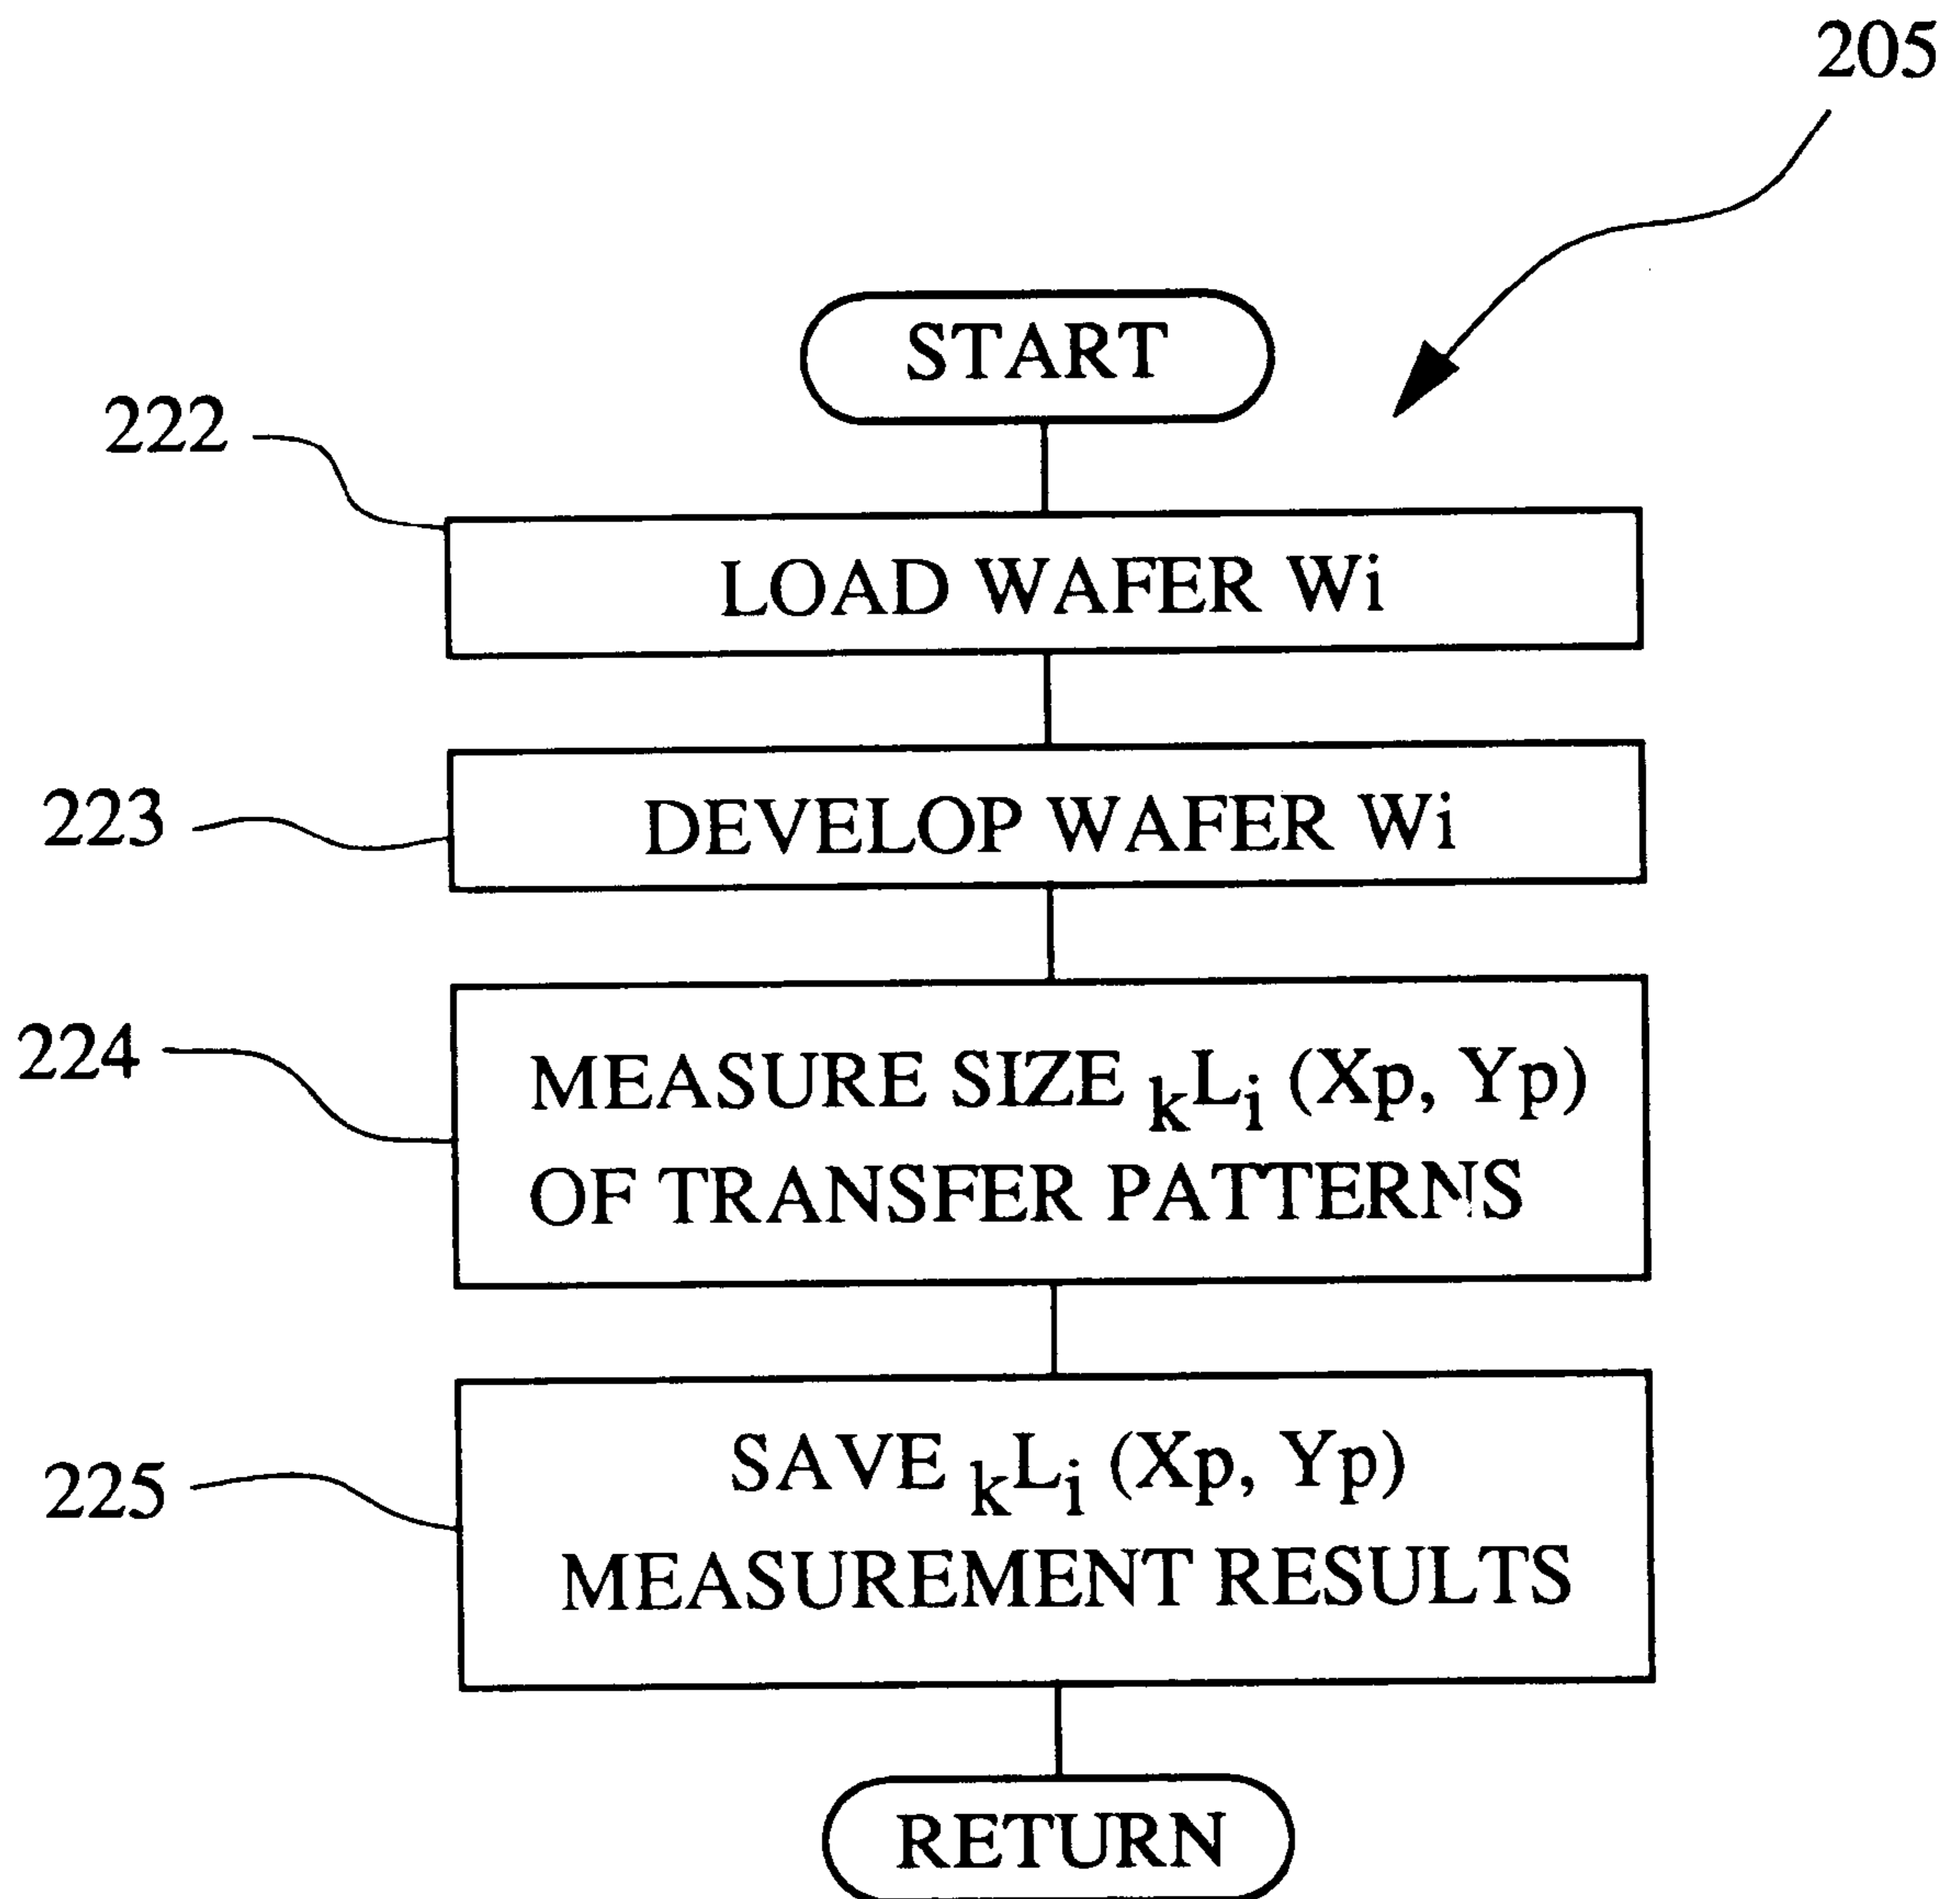 205
START
222
LOAD WAFER Wi
223
DEVELOP WAFER Wi
224
MEASURE SIZE kLi (Xp, Yp)
OF TRANSFER PATTERNS
225
SAVE kLi (Xp, Yp)
MEASUREMENT RESULTS
RETURN